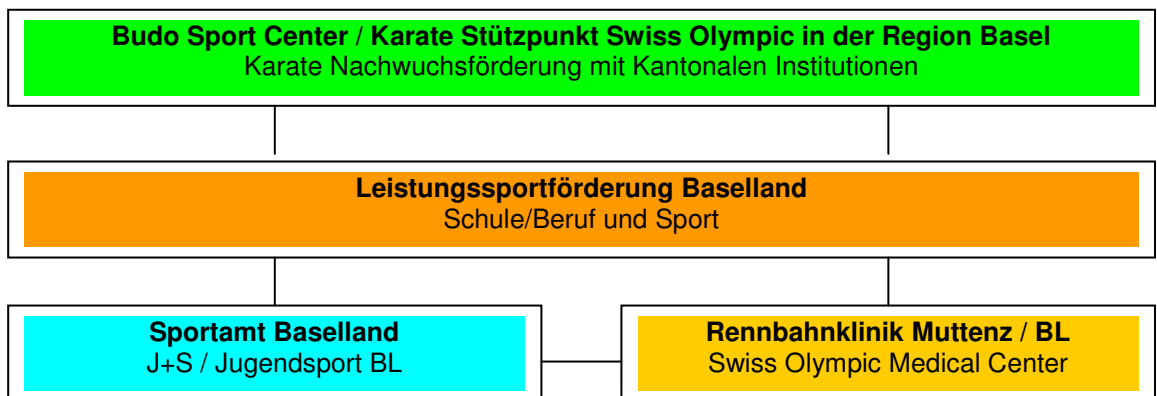 Budo Sport Center / Karate Stützpunkt Swiss Olympic in der Region Basel
Karate Nachwuchsförderung mit Kantonalen Institutionen
Leistungssportförderung Baselland
Schule/Beruf und Sport
Sportamt Baselland
J+S / Jugendsport BL
Rennbahnklinik Muttenz / BL
Swiss Olympic Medical Center